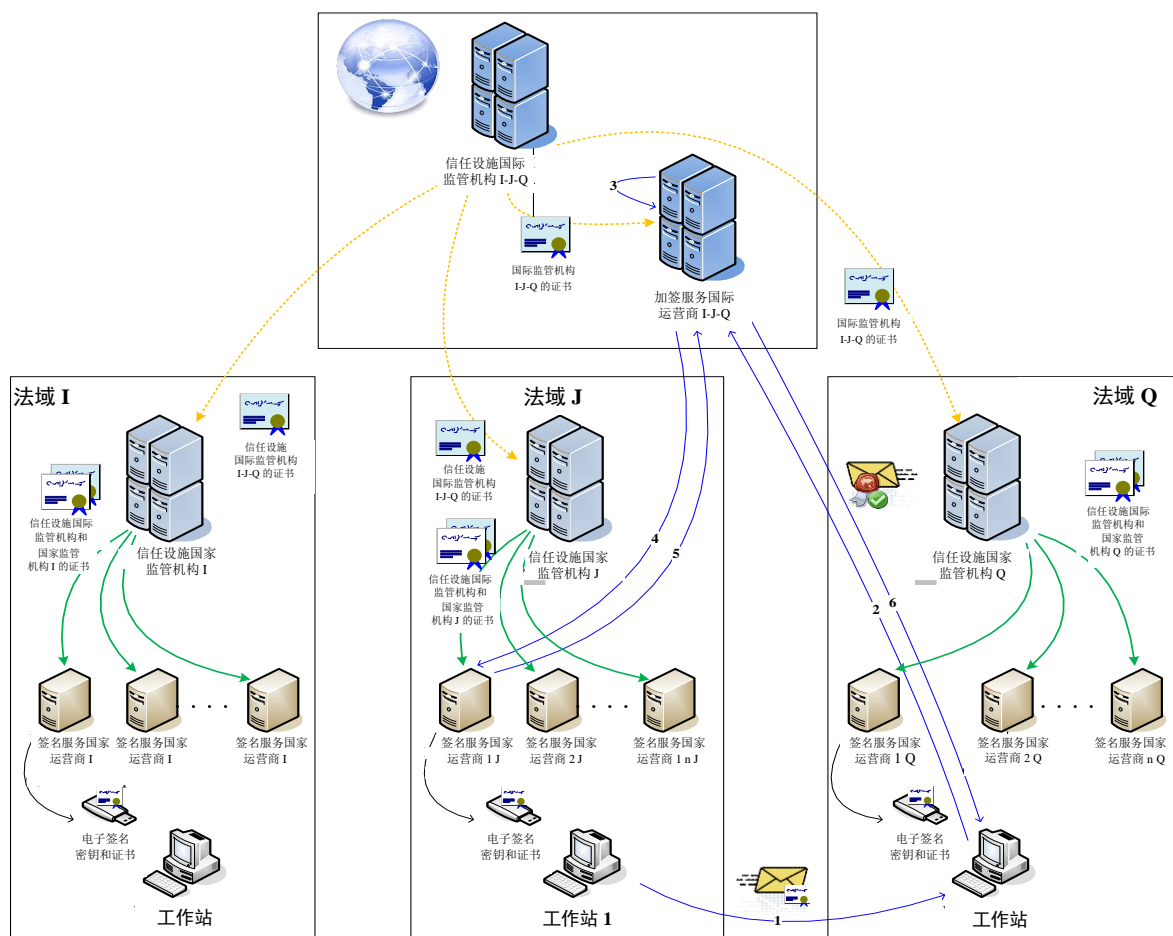 信任设施国际
监管机构 I-J-Q
3
国际监管机构
I-J-Q 的证书
加签服务国际
运营商 I-J-Q
国际监管机构
I-J-Q 的证书
法域 I
信任设施
国际监管机构
I-J-Q 的证书
信任设施国际
监管机构和
国家监管
机构 I 的证书
信任设施国家
监管机构 I
签名服务国家
运营商 I
签名服务国家
运营商 I
签名服务国家
运营商 I
· · · ·
电子签名
密钥和证书
工作站
法域 J
信任设施
国际监管机构
I-J-Q 的证书
信任设施国际
监管机构和
国家监管
机构 J 的证书
信任设施国家
监管机构 J
4
5
签名服务国家
运营商 1 J
签名服务国家
运营商 2 J
· · · ·
签名服务国家
运营商 1 n J
电子签名
密钥和证书
工作站 1
1
法域 Q
信任设施国际
监管机构和
国家监管
机构 Q 的证书
信任设施国家
监管机构 Q
2
6
签名服务国家
运营商 1 Q
签名服务国家
运营商 2 Q
· · · ·
签名服务国家
运营商 n Q
电子签名
密钥和证书
工作站